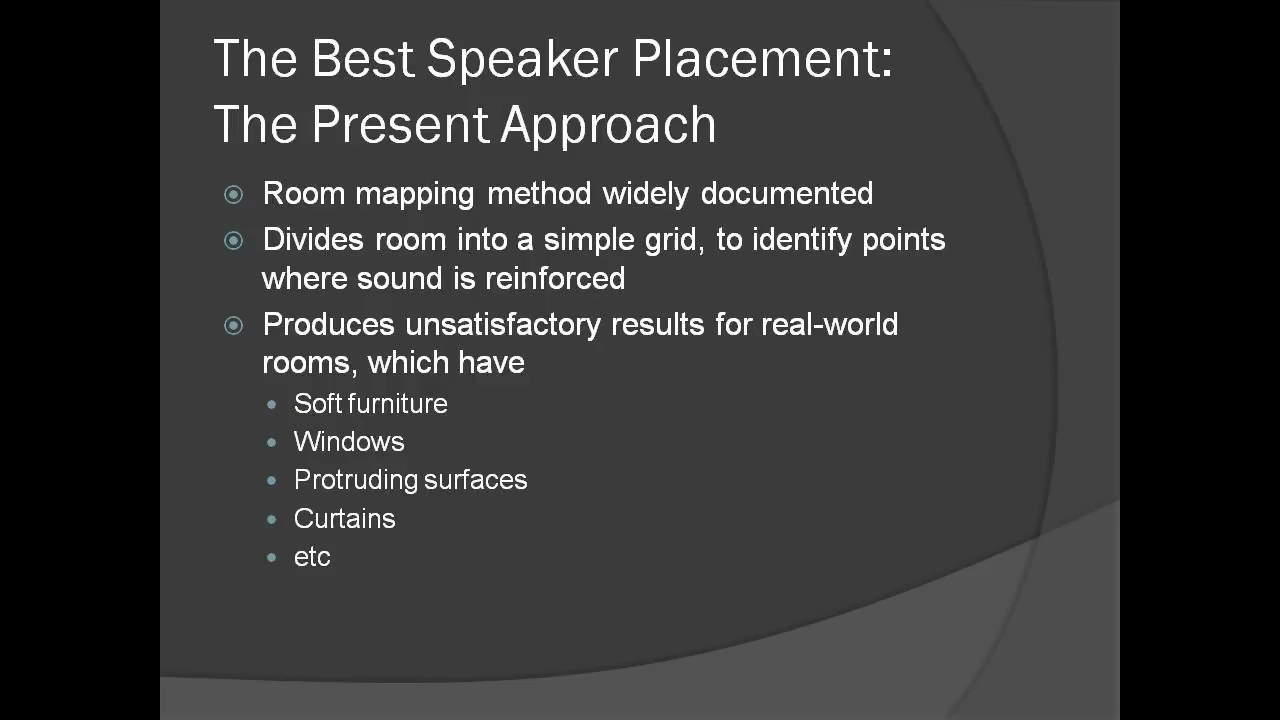 The Best Speaker Placement:
The Present Approach
Room mapping method widely documented
Divides room into a simple grid, to identify points
where sound is reinforced
Produces unsatisfactory results for real-world
rooms, which have
Soft furniture
Windows
Protruding surfaces
Curtains
etc